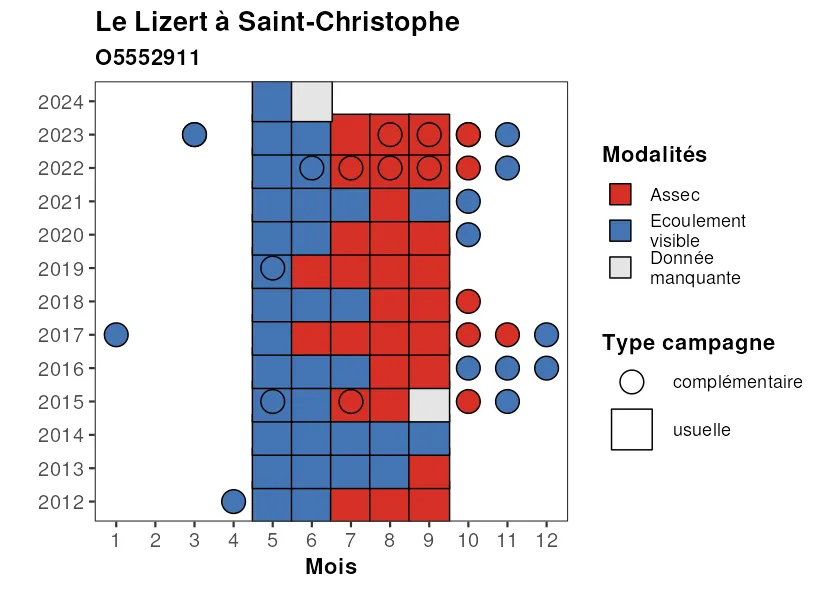 Le Lizert à Saint-Christophe
O5552911
2024
2023
2022
2021
2020
2019
2018
2017
2016
2015
2014
2013
2012
1 2 3 4 5 6 7 8 9 10 11 12
Mois
Modalités
Assec
Ecoulement
visible
Donnée
manquante
Type campagne
complémentaire
usuelle